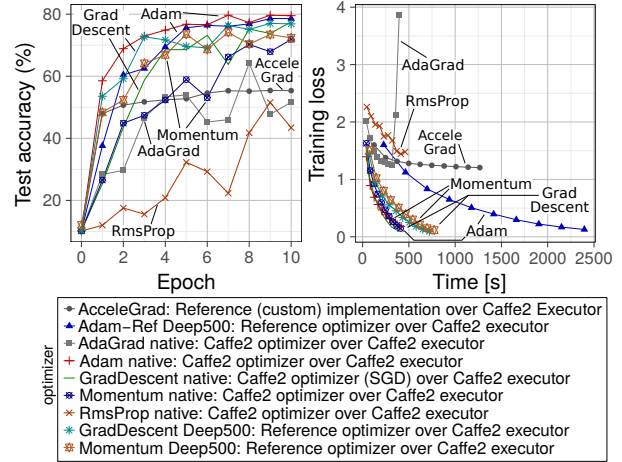 Test accuracy (%)
80
60
40
20
0
2
4
6
8
10
Epoch
Grad
Descent
Adam
Accele
Grad
Momentum
AdaGrad
RmsProp
Training loss
4
3
2
1
0
0
500
1000
1500
2000
2500
Time [s]
AdaGrad
RmsProp
Accele
Grad
Momentum
Grad
Descent
Adam
optimizer
AcceleGrad: Reference (custom) implementation over Caffe2 Executor
Adam−Ref Deep500: Reference optimizer over Caffe2 executor
AdaGrad native: Caffe2 optimizer over Caffe2 executor
Adam native: Caffe2 optimizer over Caffe2 executor
GradDescent native: Caffe2 optimizer (SGD) over Caffe2 executor
Momentum native: Caffe2 optimizer over Caffe2 executor
RmsProp native: Caffe2 optimizer over Caffe2 executor
GradDescent Deep500: Reference optimizer over Caffe2 executor
Momentum Deep500: Reference optimizer over Caffe2 executor